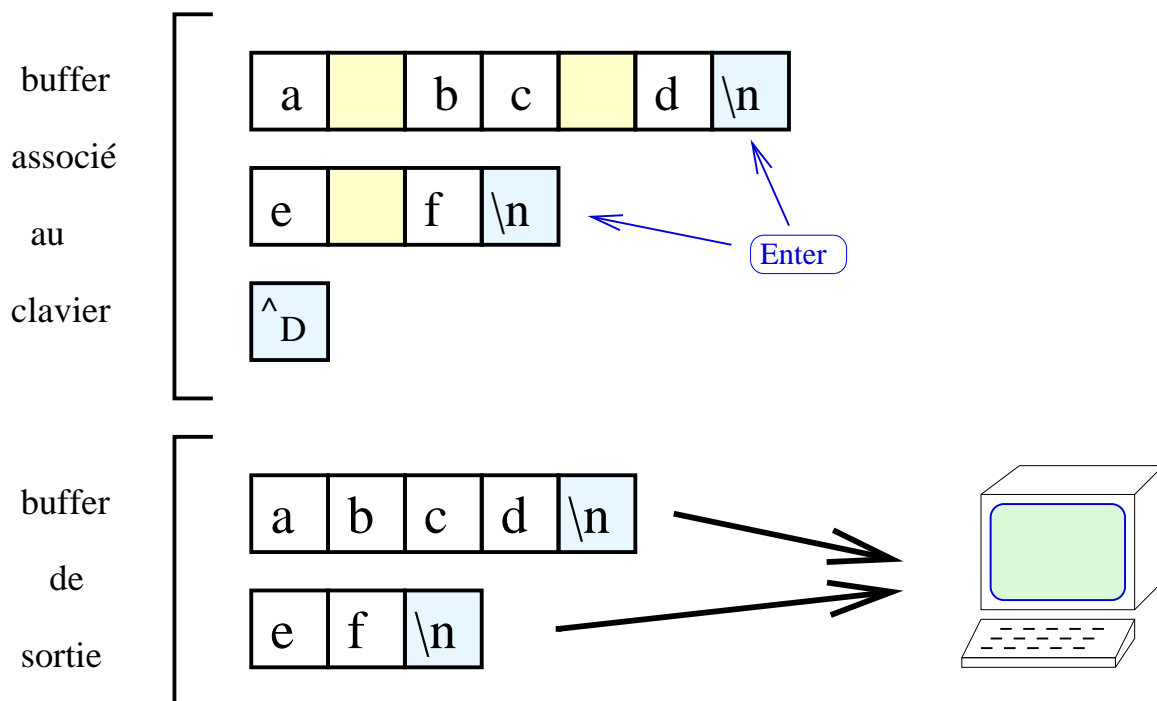 buffer
associé
au
clavier
a b c d \n
e f \n
Enter
^D
buffer
de
sortie
a b c d \n
e f \n